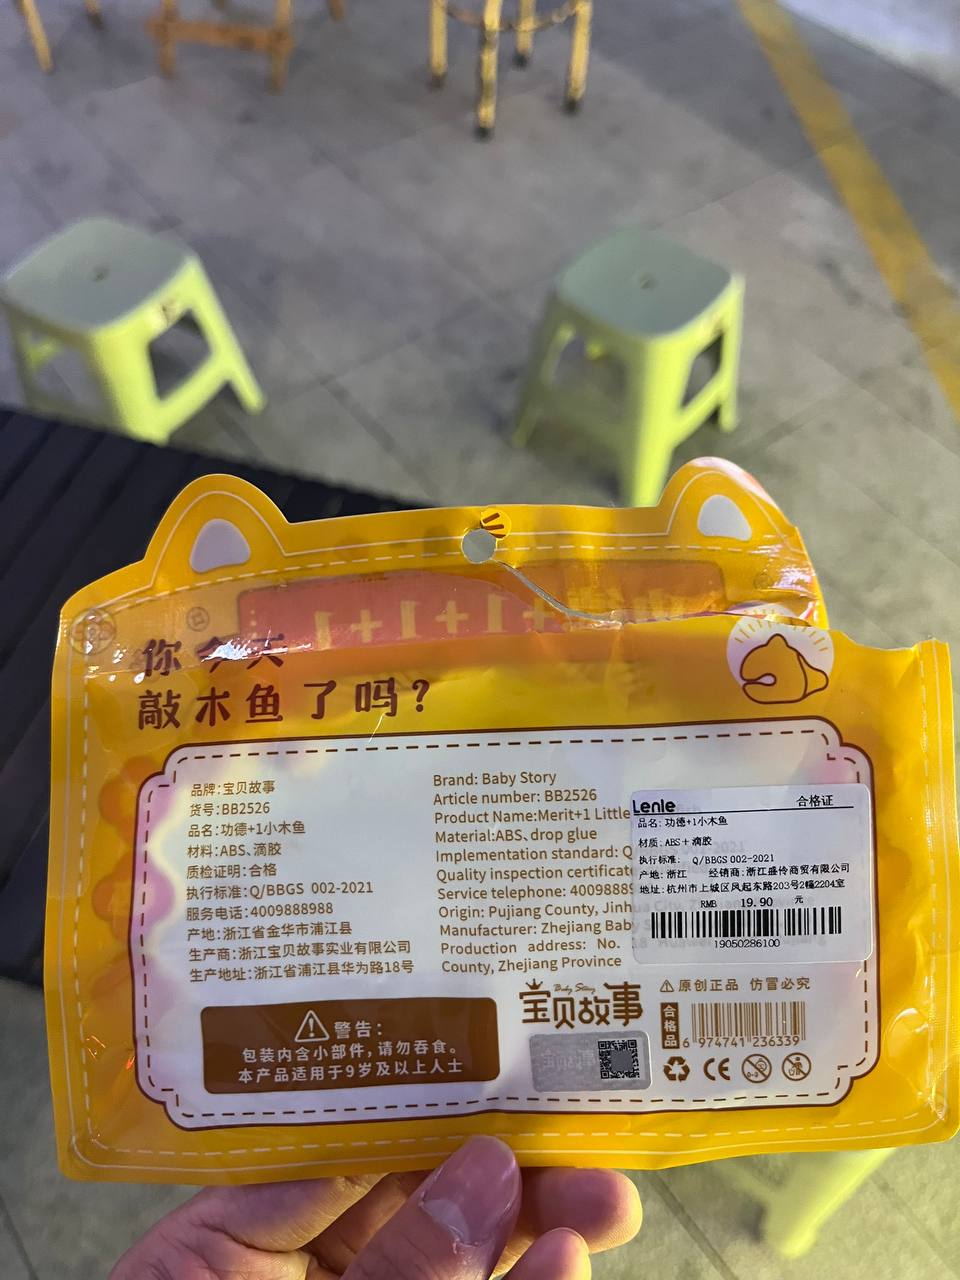 1+1+1
你今天
敲木鱼了吗？
品牌:宝贝故事
货号:BB2526
品名:功德+1小木鱼
材料:ABS、滴胶
质检证明:合格
执行标准:Q/BBGS 002-2021
服务电话:4009888988
产地:浙江省金华市浦江县
生产商:浙江宝贝故事实业有限公司
生产地址:浙江省浦江县华为路18号
Brand: Baby Story
Article number: BB2526
Product Name:Merit+1 Little
Material:ABS、drop glue
Implementation standard:
Quality inspection certificate
Service telephone: 40098889
Origin: Pujiang County, Jinh
Manufacturer: Zhejiang Baby
Production address: No.
County, Zhejiang Province
Lenle 合格证
品名: 功德+1小木鱼
材质: ABS+滴胶
执行标准: Q/BBGS 002-2021
产地: 浙江 经销商: 浙江盛伶商贸有限公司
地址: 杭州市上城区凤起东路203号2幢2204室
RMB 19.90 元
19050286100
警告:
包装内含小部件,请勿吞食。
本产品适用于9岁及以上人士
Baby Story
宝贝故事
原创正品 仿冒必究
合格品
6 974741 236339
CE
0-3